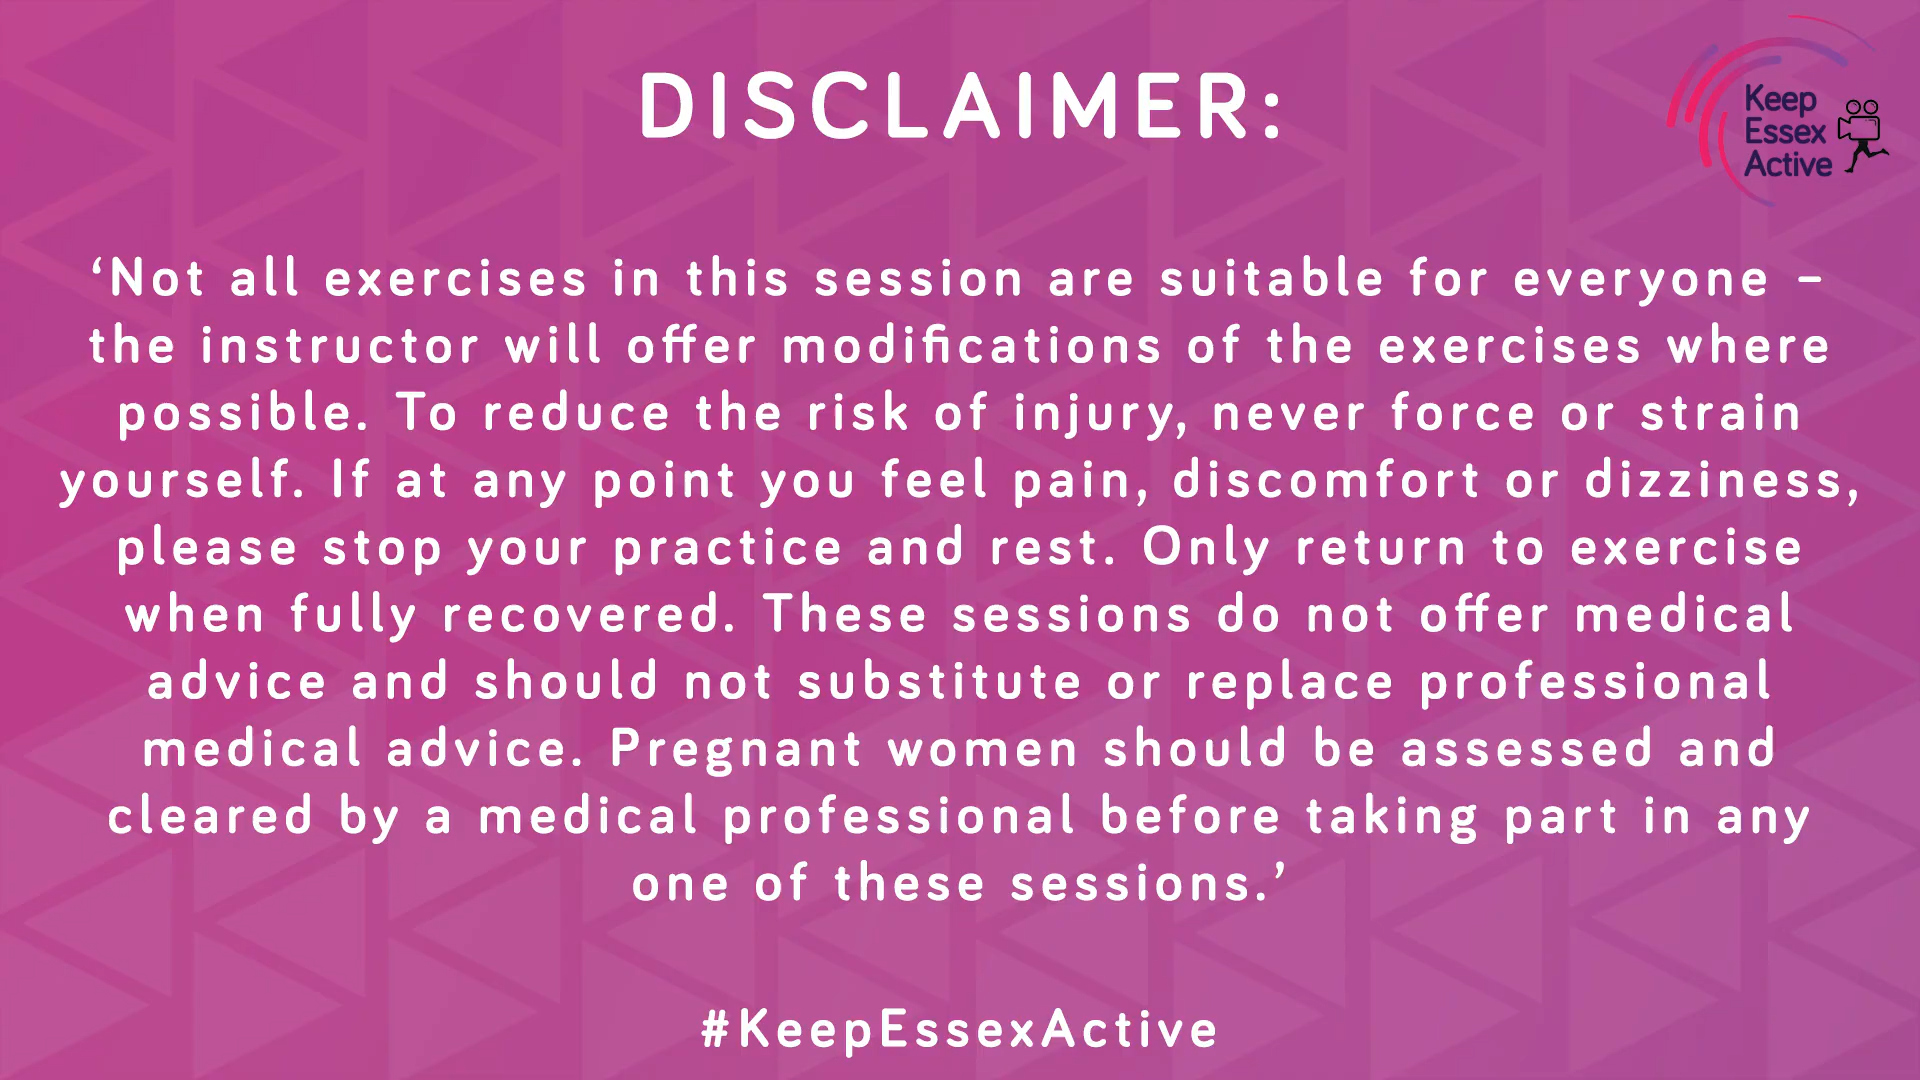 DISCLAIMER:
Keep
Essex
Active
‘Not all exercises in this session are suitable for everyone –
the instructor will offer modifications of the exercises where
possible. To reduce the risk of injury, never force or strain
yourself. If at any point you feel pain, discomfort or dizziness,
please stop your practice and rest. Only return to exercise
when fully recovered. These sessions do not offer medical
advice and should not substitute or replace professional
medical advice. Pregnant women should be assessed and
cleared by a medical professional before taking part in any
one of these sessions.’
#KeepEssexActive